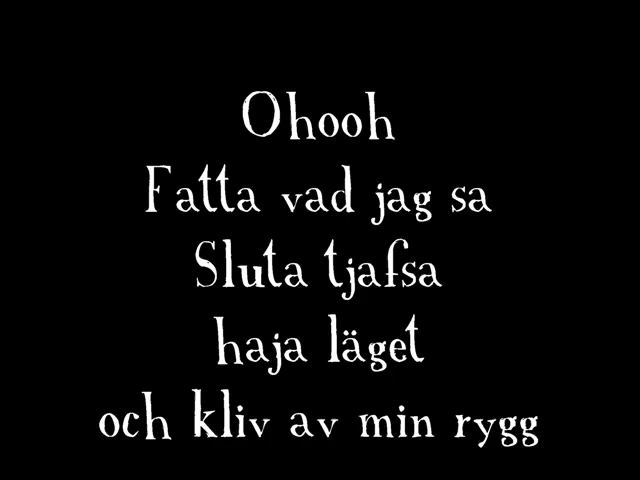 Ohooh
Fatta vad jag sa
Sluta tjafsa
haja läget
och kliv av min rygg